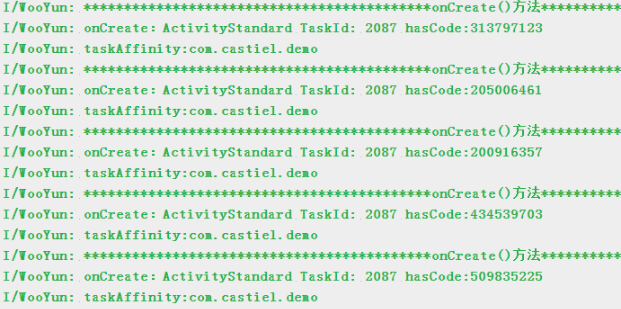 I/WooYun: *******************************************onCreate()方法**********
I/WooYun: onCreate: ActivityStandard TaskId: 2087 hasCode:313797123
I/WooYun: taskAffinity:com.castiel.demo
I/WooYun: *******************************************onCreate()方法**********
I/WooYun: onCreate: ActivityStandard TaskId: 2087 hasCode:205006461
I/WooYun: taskAffinity:com.castiel.demo
I/WooYun: *******************************************onCreate()方法**********
I/WooYun: onCreate: ActivityStandard TaskId: 2087 hasCode:200916357
I/WooYun: taskAffinity:com.castiel.demo
I/WooYun: *******************************************onCreate()方法**********
I/WooYun: onCreate: ActivityStandard TaskId: 2087 hasCode:434539703
I/WooYun: taskAffinity:com.castiel.demo
I/WooYun: *******************************************onCreate()方法**********
I/WooYun: onCreate: ActivityStandard TaskId: 2087 hasCode:509835225
I/WooYun: taskAffinity:com.castiel.demo